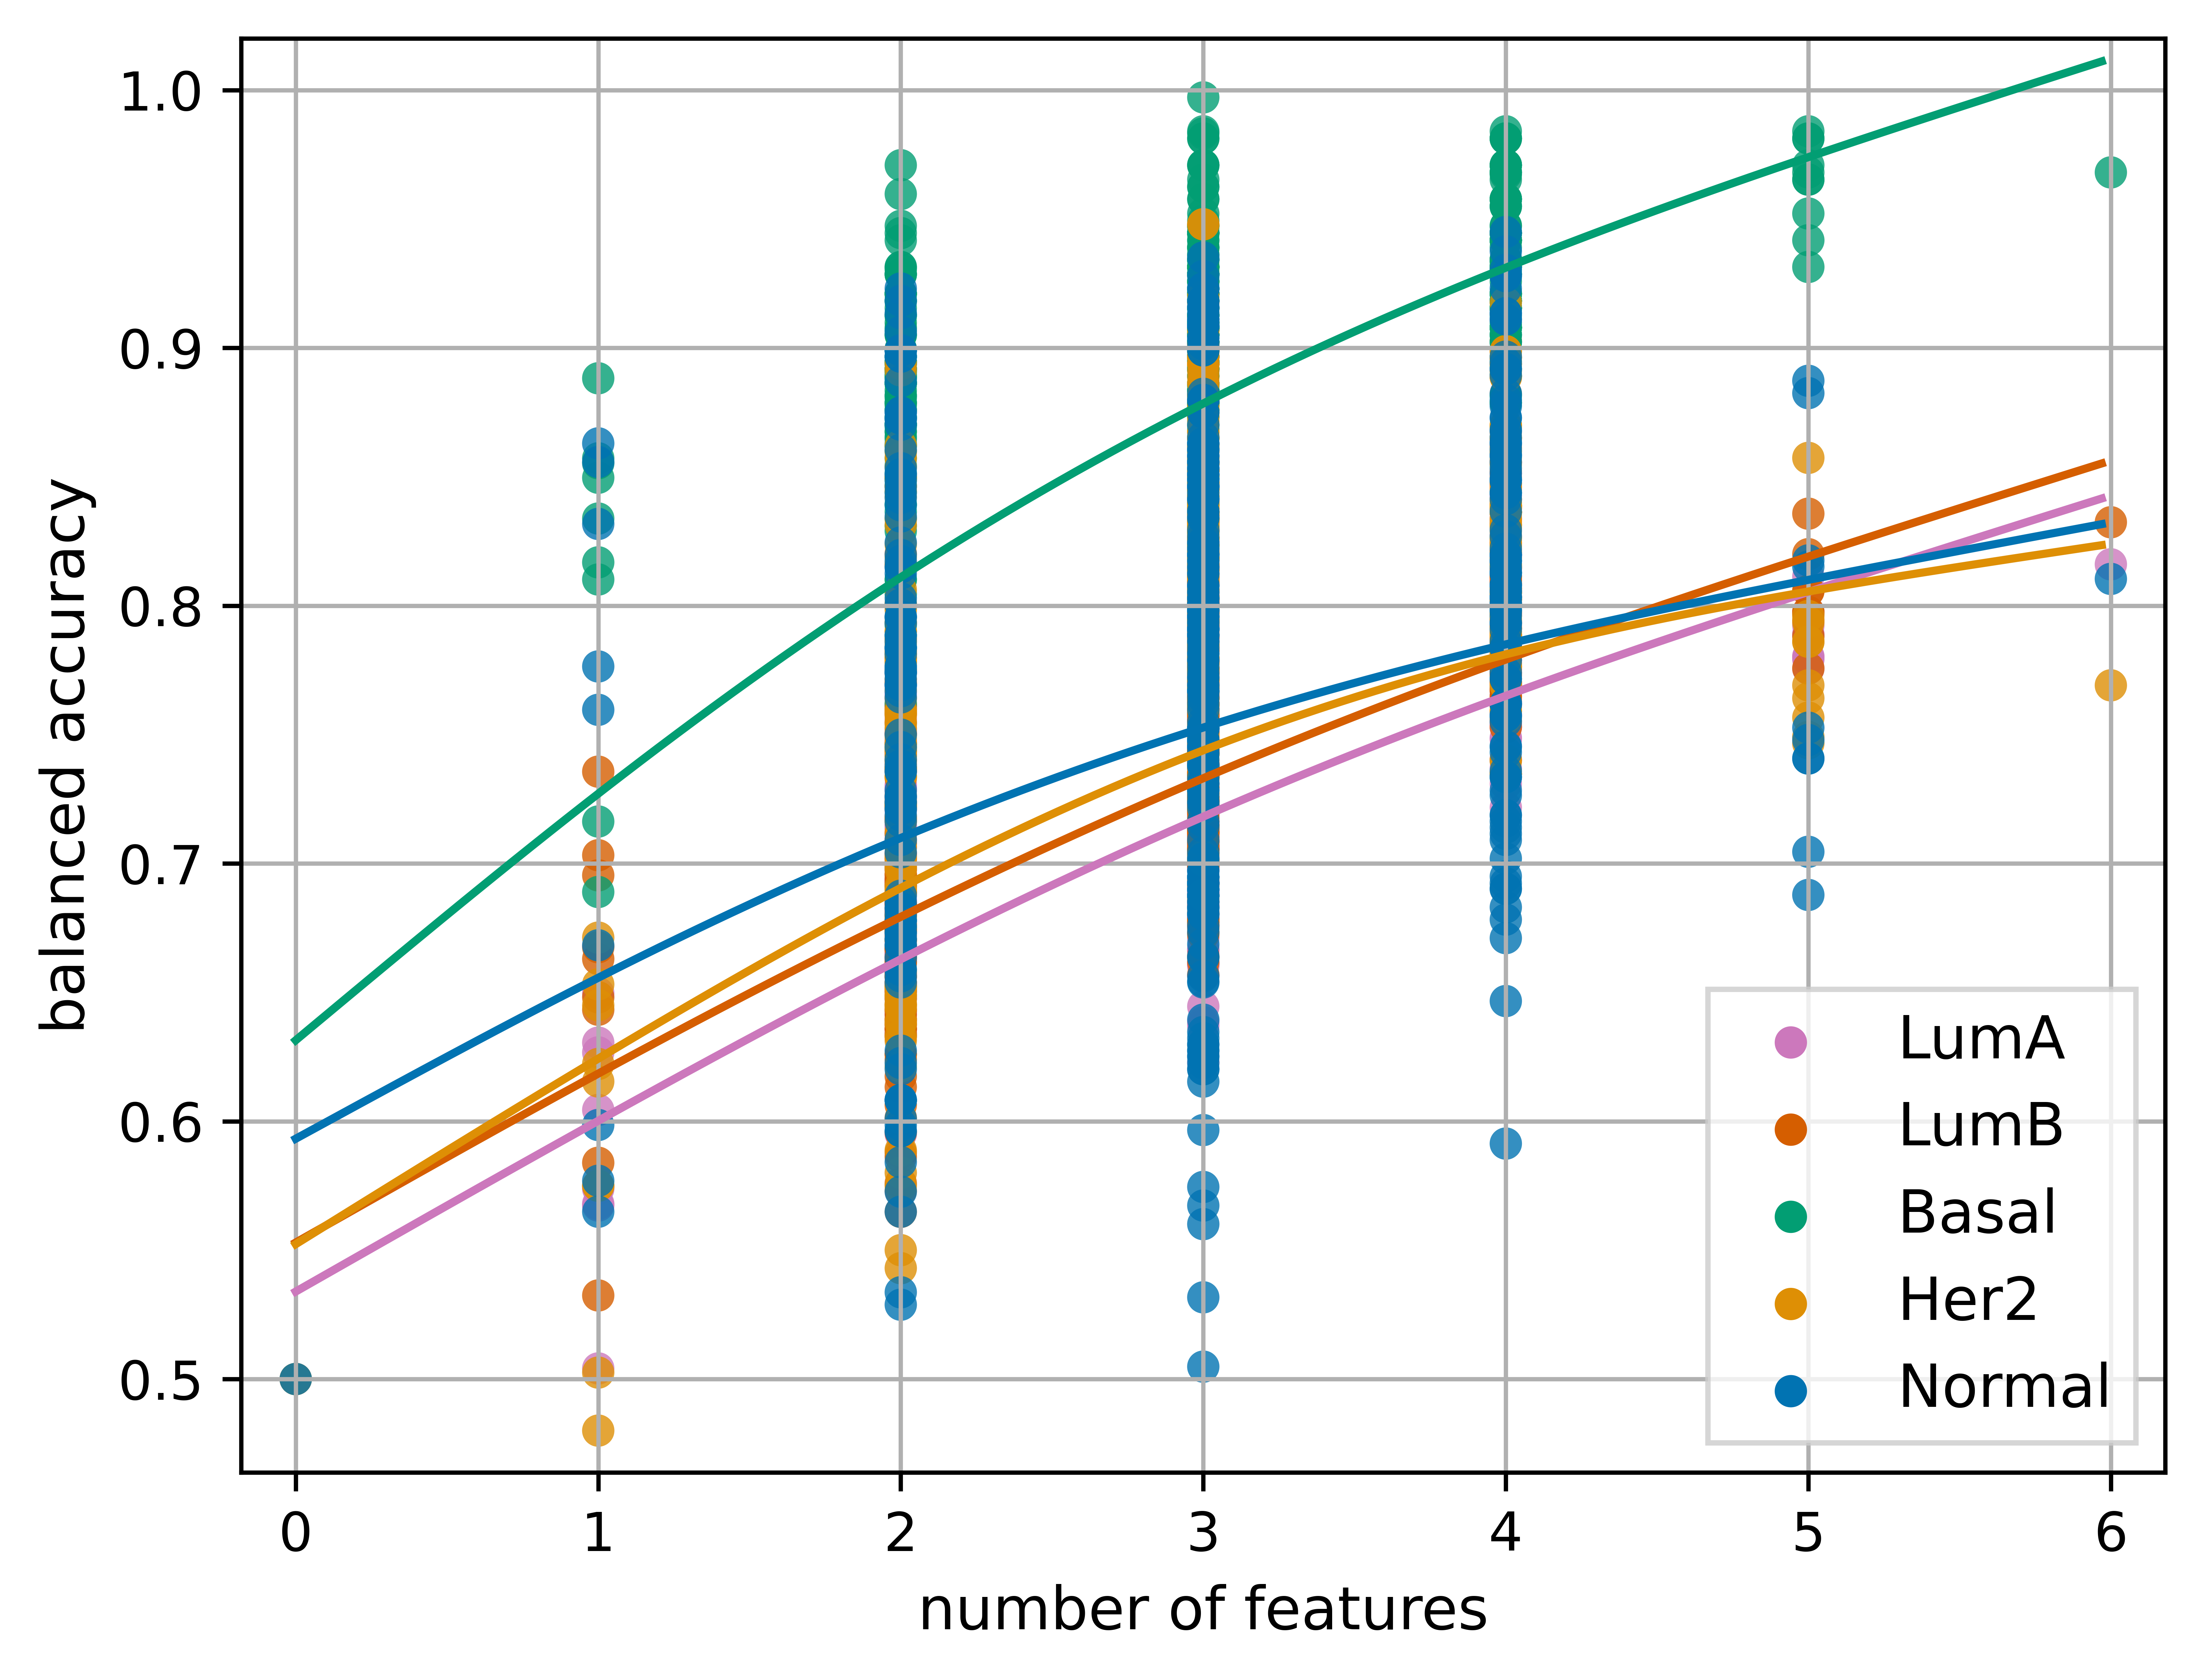 1.0
0.9
0.8
0.7
0.6
0.5
balanced accuracy
LumA
LumB
Basal
Her2
Normal
0 1 2 3 4 5 6
number of features